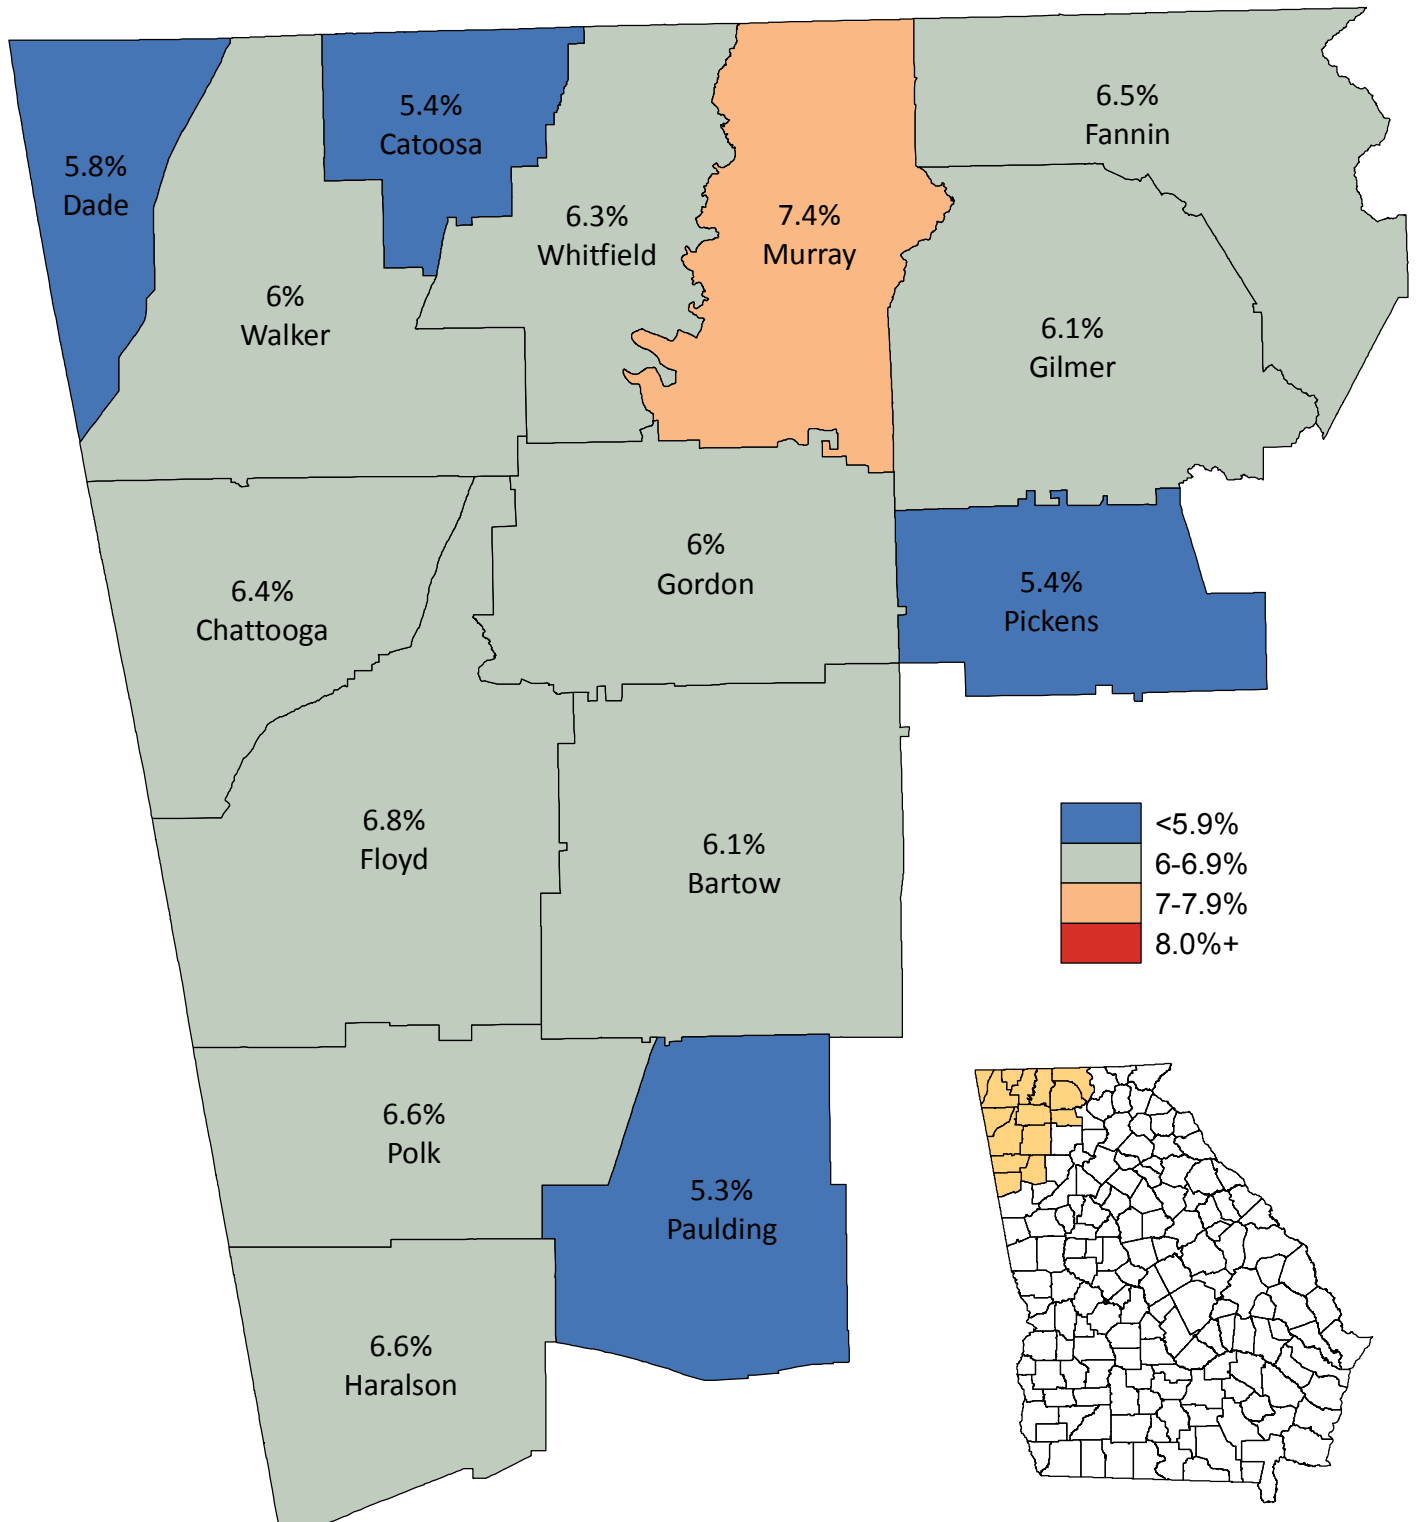 5.4%
Catoosa
6.5%
Fannin
5.8%
Dade
6.3%
Whitfield
7.4%
Murray
6%
Walker
6.1%
Gilmer
6.4%
Chattooga
6%
Gordon
5.4%
Pickens
6.8%
Floyd
6.1%
Bartow
<5.9%
6-6.9%
7-7.9%
8.0%+
6.6%
Polk
5.3%
Paulding
6.6%
Haralson